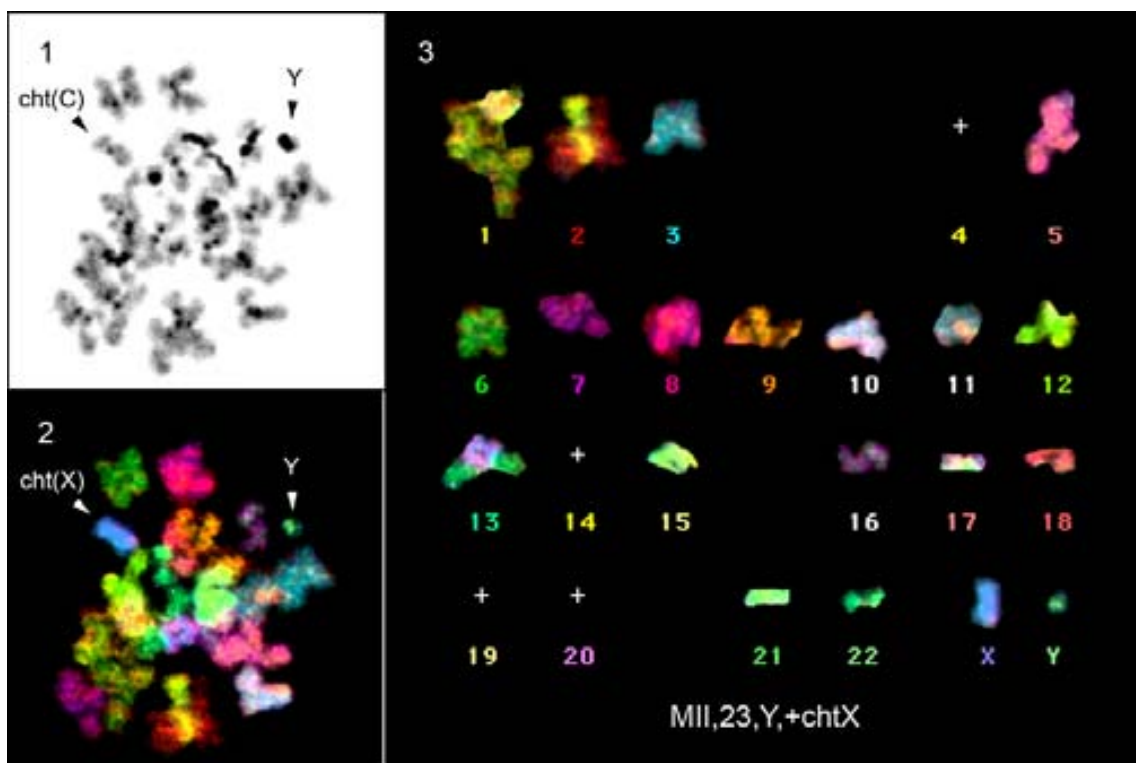 1
Y
cht(C)
2
cht(X)
Y
3
+
1 2 3 4 5
6 7 8 9 10 11 12
+
13 14 15 16 17 18
+ +
19 20 21 22 X Y
MII,23,Y,+chtX